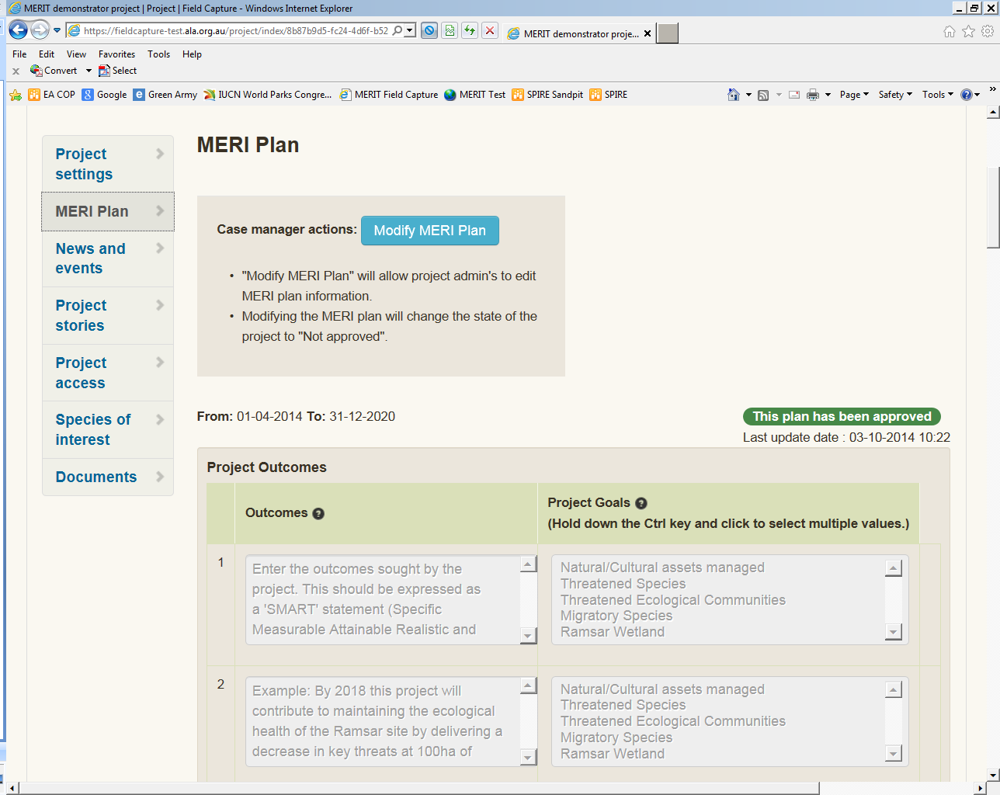 MERIT demonstrator project | Project | Field Capture - Windows Internet Explorer
https://fieldcapture-test.ala.org.au/project/index/8b87b9d5-fc24-4d6f-b52
MERIT demonstrator proje...
File Edit View Favorites Tools Help
x Convert Select
EA COP Google Green Army IUCN World Parks Congre... MERIT Field Capture MERIT Test SPIRE Sandpit SPIRE Page Safety Tools »
Project settings
MERI Plan
News and events
Project stories
Project access
Species of interest
Documents
MERI Plan
Case manager actions: Modify MERI Plan
• "Modify MERI Plan" will allow project admin's to edit
MERI plan information.
• Modifying the MERI plan will change the state of the
project to "Not approved".
From: 01-04-2014 To: 31-12-2020
This plan has been approved
Last update date : 03-10-2014 10:22
Project Outcomes
Outcomes ?
Project Goals ?
(Hold down the Ctrl key and click to select multiple values.)
1
Enter the outcomes sought by the
project. This should be expressed as
a 'SMART' statement (Specific
Measurable Attainable Realistic and
Natural/Cultural assets managed
Threatened Species
Threatened Ecological Communities
Migratory Species
Ramsar Wetland
2
Example: By 2018 this project will
contribute to maintaining the ecological
health of the Ramsar site by delivering a
decrease in key threats at 100ha of
Natural/Cultural assets managed
Threatened Species
Threatened Ecological Communities
Migratory Species
Ramsar Wetland